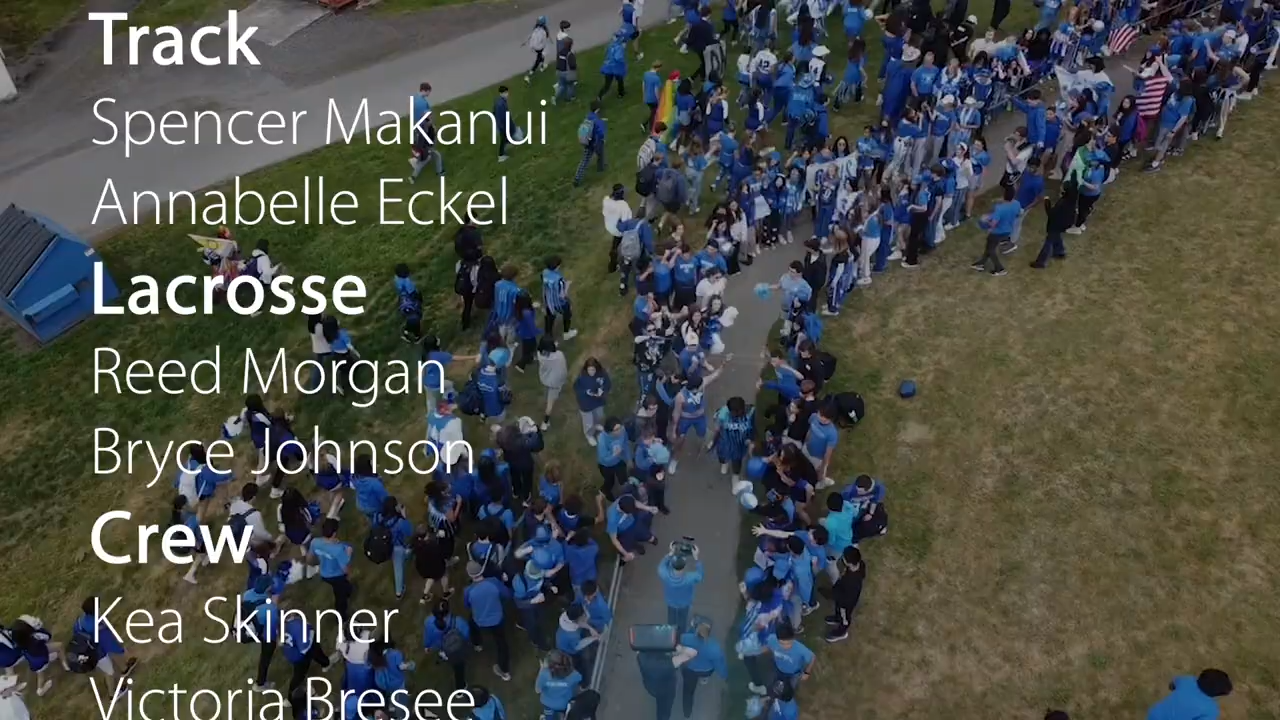 Track
Spencer Makanui
Annabelle Eckel
Lacrosse
Reed Morgan
Bryce Johnson
Crew
Kea Skinner
Victoria Bresee